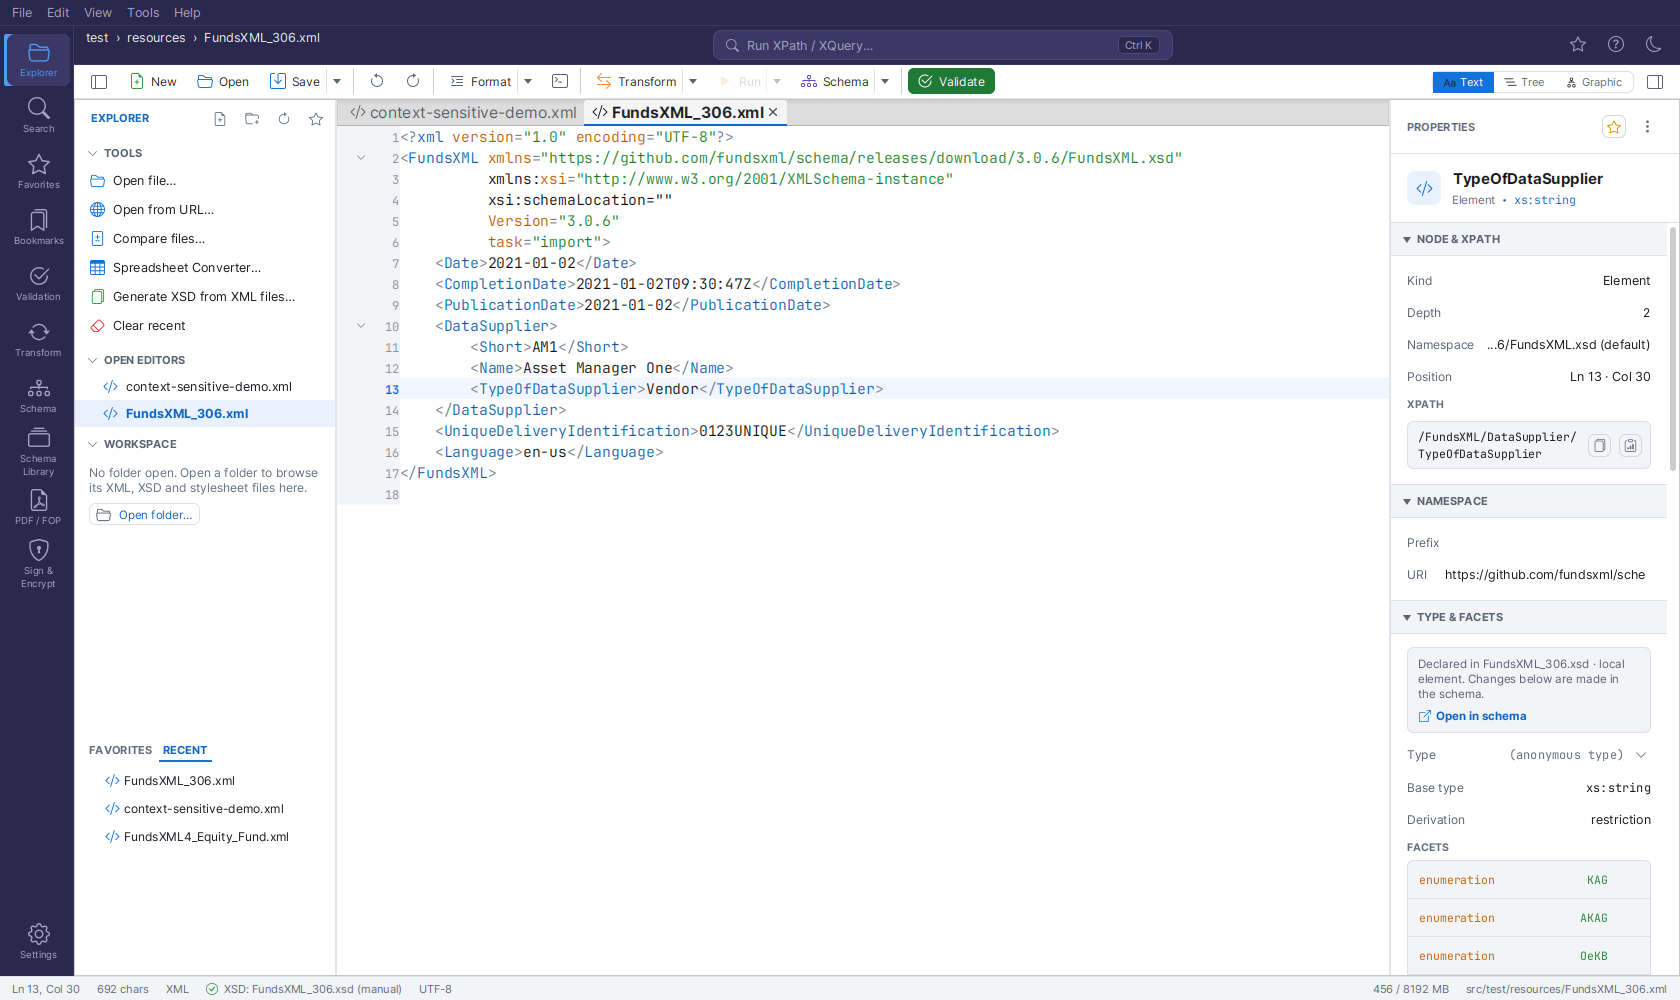 File Edit View Tools Help
test › resources › FundsXML_306.xml
Run XPath / XQuery... Ctrl K
Explorer
Search
Favorites
Bookmarks
Validation
Transform
Schema
Schema Library
PDF / FOP
Sign & Encrypt
Settings
New Open Save Format Transform Run Schema Validate
Aa Text Tree Graphic
EXPLORER
TOOLS
Open file...
Open from URL...
Compare files...
Spreadsheet Converter...
Generate XSD from XML files...
Clear recent
OPEN EDITORS
context-sensitive-demo.xml
FundsXML_306.xml
WORKSPACE
No folder open. Open a folder to browse
its XML, XSD and stylesheet files here.
Open folder...
FAVORITES RECENT
FundsXML_306.xml
context-sensitive-demo.xml
FundsXML4_Equity_Fund.xml
context-sensitive-demo.xml FundsXML_306.xml ×
1 <?xml version="1.0" encoding="UTF-8"?>
2 <FundsXML xmlns="https://github.com/fundsxml/schema/releases/download/3.0.6/FundsXML.xsd"
3 xmlns:xsi="http://www.w3.org/2001/XMLSchema-instance"
4 xsi:schemaLocation=""
5 Version="3.0.6"
6 task="import">
7 <Date>2021-01-02</Date>
8 <CompletionDate>2021-01-02T09:30:47Z</CompletionDate>
9 <PublicationDate>2021-01-02</PublicationDate>
10 <DataSupplier>
11 <Short>AM1</Short>
12 <Name>Asset Manager One</Name>
13 <TypeOfDataSupplier>Vendor</TypeOfDataSupplier>
14 </DataSupplier>
15 <UniqueDeliveryIdentification>0123UNIQUE</UniqueDeliveryIdentification>
16 <Language>en-us</Language>
17 </FundsXML>
18
PROPERTIES
</> TypeOfDataSupplier
Element • xs:string
NODE & XPATH
Kind Element
Depth 2
Namespace ...6/FundsXML.xsd (default)
Position Ln 13 · Col 30
XPATH
/FundsXML/DataSupplier/
TypeOfDataSupplier
NAMESPACE
Prefix
URI https://github.com/fundsxml/sche
TYPE & FACETS
Declared in FundsXML_306.xsd · local
element. Changes below are made in
the schema.
Open in schema
Type (anonymous type)
Base type xs:string
Derivation restriction
FACETS
enumeration KAG
enumeration AKAG
enumeration OeKB
Ln 13, Col 30 692 chars XML XSD: FundsXML_306.xsd (manual) UTF-8 456 / 8192 MB src/test/resources/FundsXML_306.xml